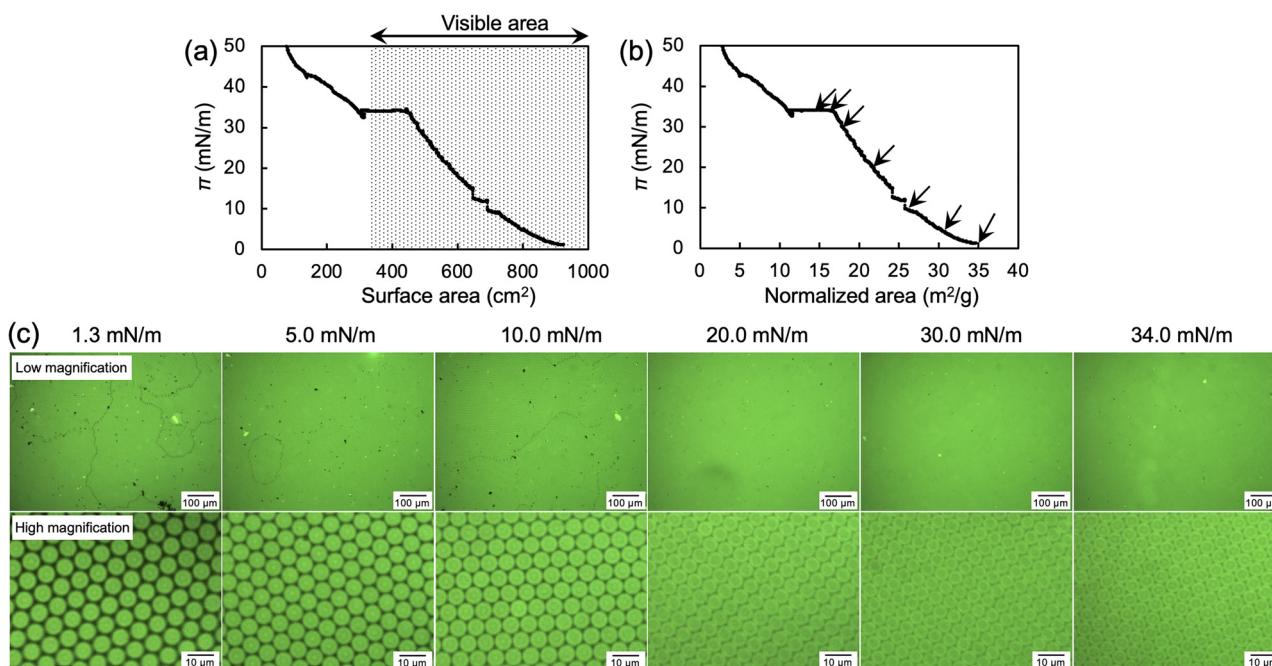 Visible area
(a)
50
40
30
20
10
0
π (mN/m)
0 200 400 600 800 1000
Surface area (cm²)
(b)
50
40
30
20
10
0
π (mN/m)
0 5 10 15 20 25 30 35 40
Normalized area (m²/g)
(c)
1.3 mN/m 5.0 mN/m 10.0 mN/m 20.0 mN/m 30.0 mN/m 34.0 mN/m
Low magnification
100 µm 100 µm 100 µm 100 µm 100 µm 100 µm
High magnification
10 µm 10 µm 10 µm 10 µm 10 µm 10 µm